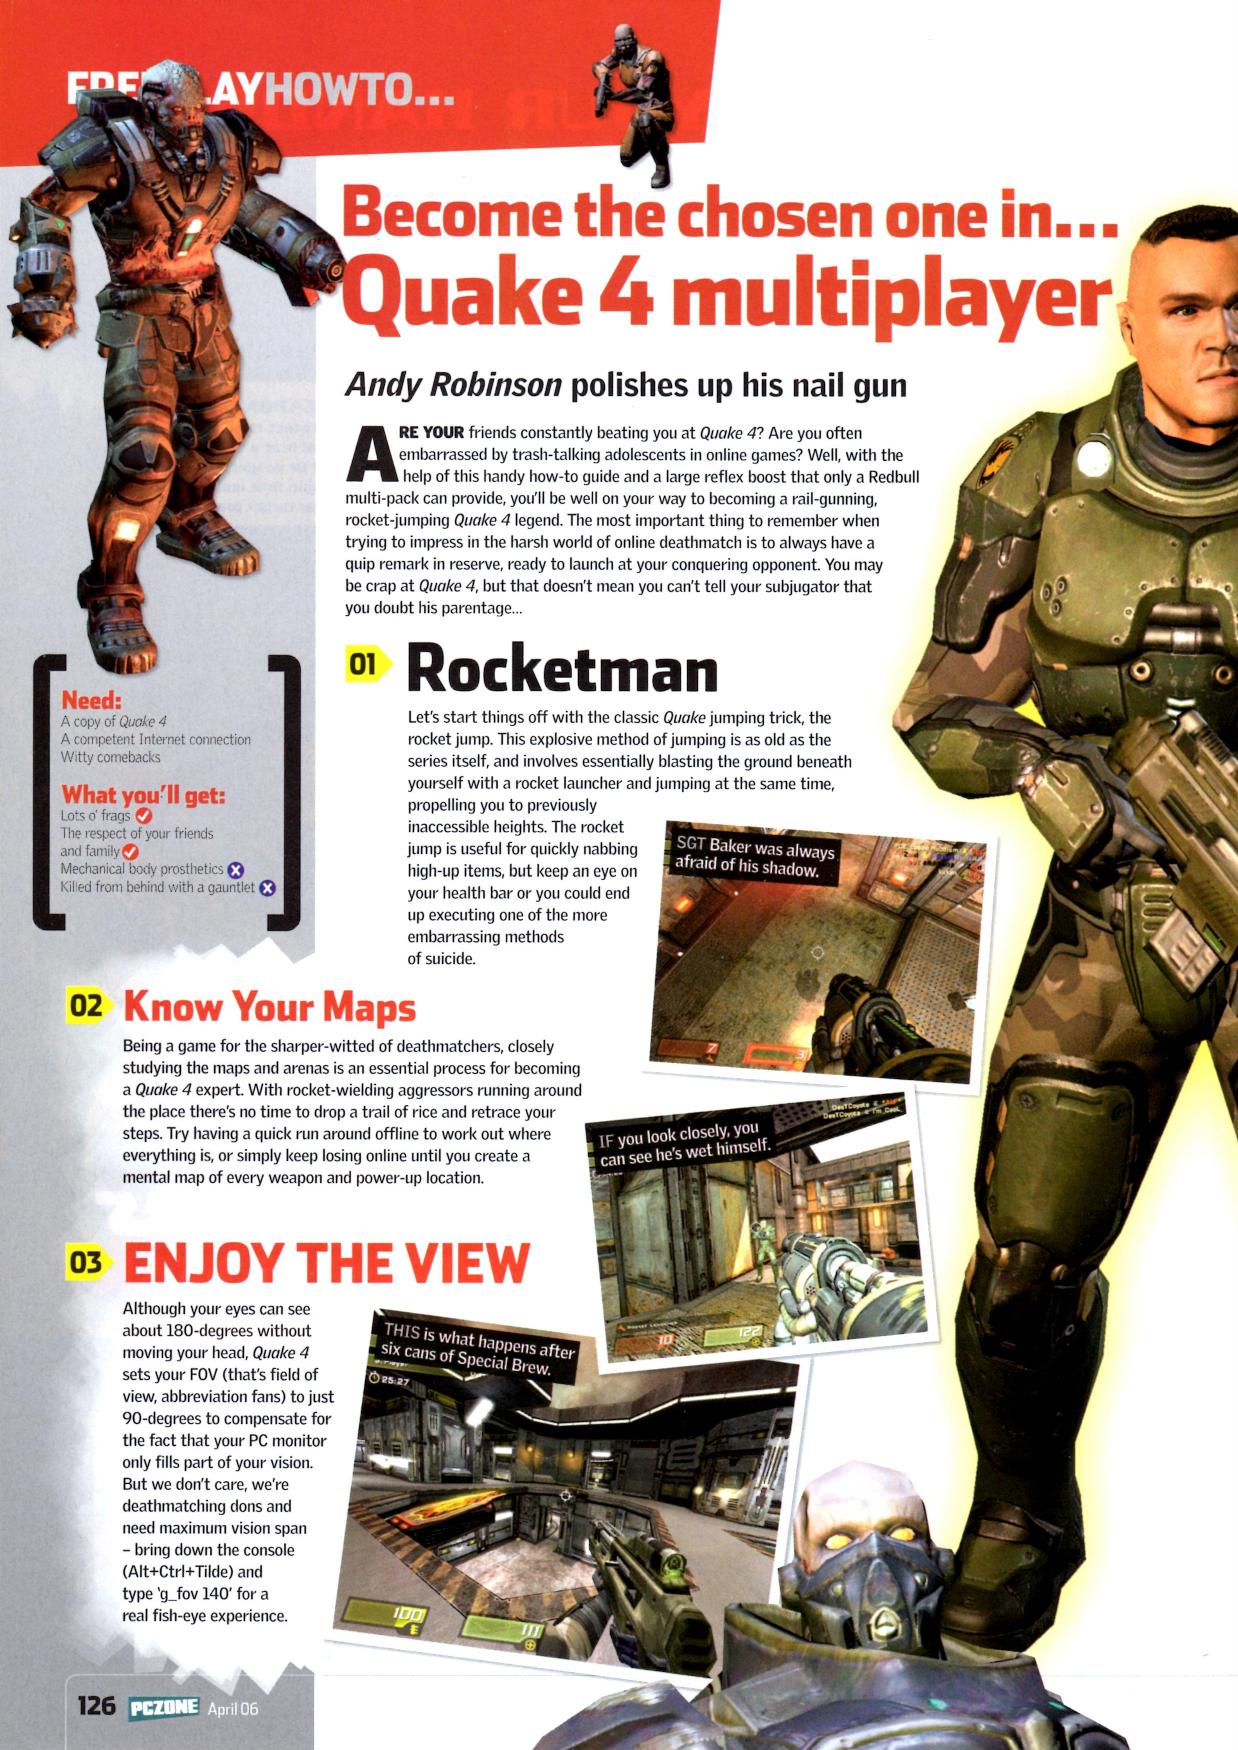 FREEPLAYHOWTO...
Become the chosen one in...
Quake 4 multiplayer
Andy Robinson polishes up his nail gun
ARE YOUR friends constantly beating you at Quake 4? Are you often
embarrassed by trash-talking adolescents in online games? Well, with the
help of this handy how-to guide and a large reflex boost that only a Redbull
multi-pack can provide, you'll be well on your way to becoming a rail-gunning,
rocket-jumping Quake 4 legend. The most important thing to remember when
trying to impress in the harsh world of online deathmatch is to always have a
quip remark in reserve, ready to launch at your conquering opponent. You may
be crap at Quake 4, but that doesn't mean you can't tell your subjugator that
you doubt his parentage...
Need:
A copy of Quake 4
A competent Internet connection
Witty comebacks
What you'll get:
Lots o' frags
The respect of your friends
and family
Mechanical body prosthetics
Killed from behind with a gauntlet
01 Rocketman
Let's start things off with the classic Quake jumping trick, the
rocket jump. This explosive method of jumping is as old as the
series itself, and involves essentially blasting the ground beneath
yourself with a rocket launcher and jumping at the same time,
propelling you to previously
inaccessible heights. The rocket
jump is useful for quickly nabbing
high-up items, but keep an eye on
your health bar or you could end
up executing one of the more
embarrassing methods
of suicide.
SGT Baker was always
afraid of his shadow.
7
3
02 Know Your Maps
Being a game for the sharper-witted of deathmatchers, closely
studying the maps and arenas is an essential process for becoming
a Quake 4 expert. With rocket-wielding aggressors running around
the place there's no time to drop a trail of rice and retrace your
steps. Try having a quick run around offline to work out where
everything is, or simply keep losing online until you create a
mental map of every weapon and power-up location.
IF you look closely, you
can see he's wet himself.
DesTCoyote
DesTCoyote
10
122
03 ENJOY THE VIEW
Although your eyes can see
about 180-degrees without
moving your head, Quake 4
sets your FOV (that's field of
view, abbreviation fans) to just
90-degrees to compensate for
the fact that your PC monitor
only fills part of your vision.
But we don't care, we're
deathmatching dons and
need maximum vision span
– bring down the console
(Alt+Ctrl+Tilde) and
type 'g_fov 140' for a
real fish-eye experience.
THIS is what happens after
six cans of Special Brew.
25:27
100
111
126 PCZONE April 06